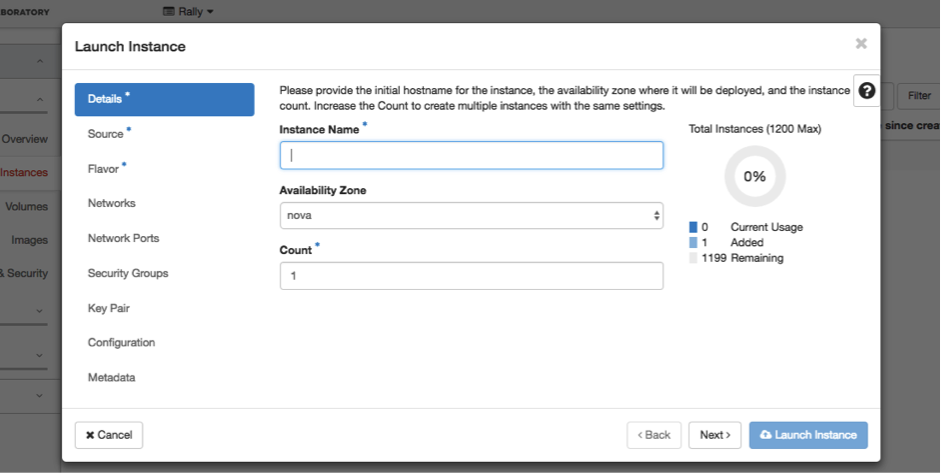 BORATORY
Rally
Launch Instance
Details *
Source *
Flavor *
Networks
Network Ports
Security Groups
Key Pair
Configuration
Metadata
Please provide the initial hostname for the instance, the availability zone where it will be deployed, and the instance
count. Increase the Count to create multiple instances with the same settings.
Instance Name *
Availability Zone
nova
Count *
1
Total Instances (1200 Max)
0%
0 Current Usage
1 Added
1199 Remaining
?
Filter
since crea
Overview
Instances
Volumes
Images
& Security
Cancel
< Back
Next >
Launch Instance